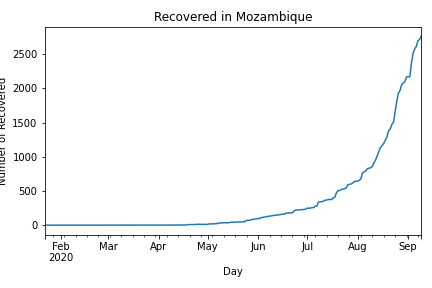 Recovered in Mozambique
Number of Recovered
2500
2000
1500
1000
500
0
Feb Mar Apr May Jun Jul Aug Sep
2020
Day